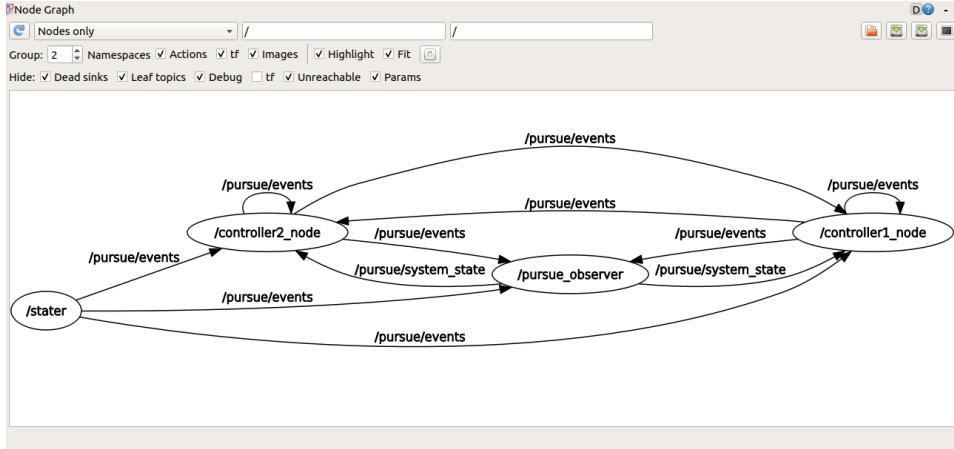 Node Graph
D
-
Nodes only
/
/
Group: 2 Namespaces Actions tf Images Highlight Fit
Hide: Dead sinks Leaf topics Debug tf Unreachable Params
/pursue/events
/pursue/events
/pursue/events
/pursue/events
/controller2_node
/pursue/events
/pursue/events
/controller1_node
/pursue/events
/pursue/system_state
/pursue_observer
/pursue/system_state
/pursue/events
/stater
/pursue/events